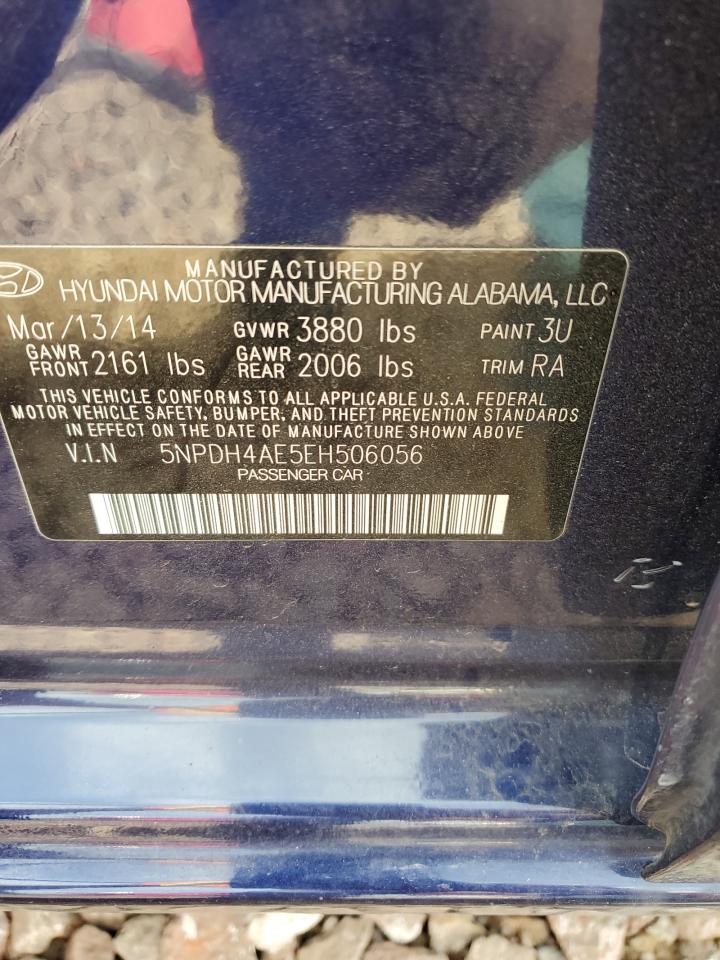 MANUFACTURED BY
HYUNDAI MOTOR MANUFACTURING ALABAMA, LLC
Mar/13/14 GVWR 3880 lbs PAINT 3U
GAWR FRONT 2161 lbs GAWR REAR 2006 lbs TRIM RA
THIS VEHICLE CONFORMS TO ALL APPLICABLE U.S.A. FEDERAL
MOTOR VEHICLE SAFETY, BUMPER, AND THEFT PREVENTION STANDARDS
IN EFFECT ON THE DATE OF MANUFACTURE SHOWN ABOVE.
V.I.N 5NPDH4AE5EH506056
PASSENGER CAR